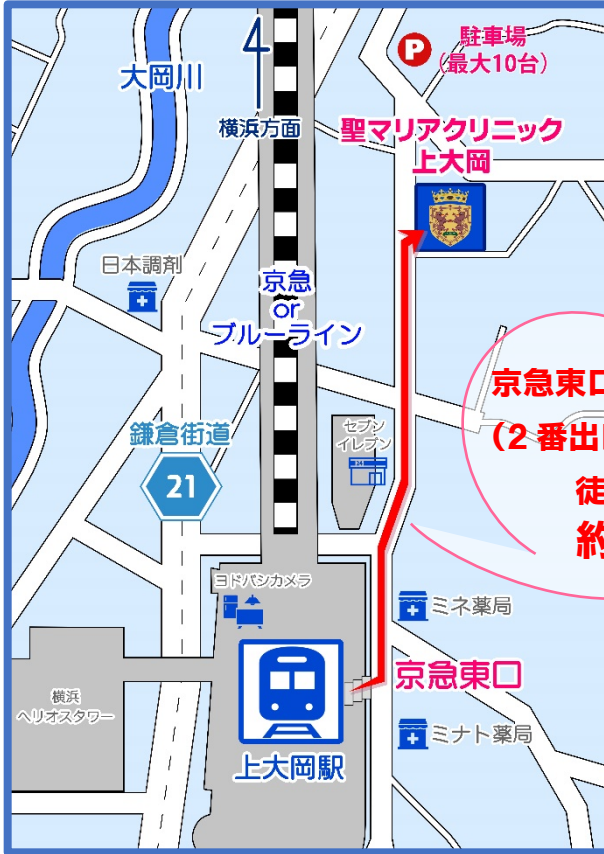 P
駐車場
(最大10台)
大岡川
横浜方面
聖マリアクリニック
上大岡
日本調剤
京急
or
ブルーライン
京急東口
(2番出
徒
約
鎌倉街道
21
セブン
イレブン
ヨドバシカメラ
ミネ薬局
京急東口
横浜
ヘリオスタワー
ミナト薬局
上大岡駅